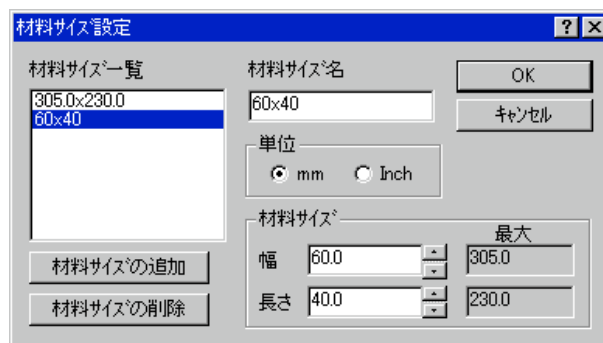 材料ｻｲｽﾞ設定
材料ｻｲｽﾞ一覧
305.0x230.0
60x40
材料ｻｲｽﾞの追加
材料ｻｲｽﾞの削除
材料ｻｲｽﾞ名
60x40
単位
mm Inch
材料ｻｲｽﾞ
最大
幅 60.0 305.0
長さ 40.0 230.0
OK
ｷｬﾝｾﾙ